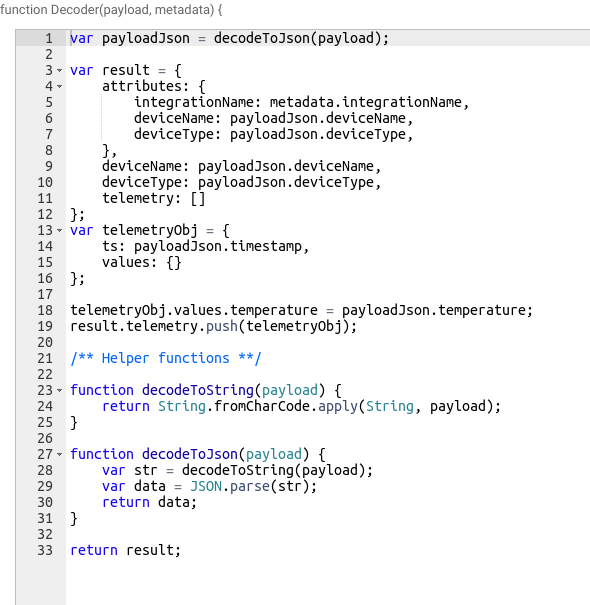 function Decoder(payload, metadata) {
1 var payloadJson = decodeToJson(payload);
2
3 var result = {
4     attributes: {
5         integrationName: metadata.integrationName,
6         deviceName: payloadJson.deviceName,
7         deviceType: payloadJson.deviceType,
8     },
9     deviceName: payloadJson.deviceName,
10     deviceType: payloadJson.deviceType,
11     telemetry: []
12 };
13 var telemetryObj = {
14     ts: payloadJson.timestamp,
15     values: {}
16 };
17
18 telemetryObj.values.temperature = payloadJson.temperature;
19 result.telemetry.push(telemetryObj);
20
21 /** Helper functions **/
22
23 function decodeToString(payload) {
24     return String.fromCharCode.apply(String, payload);
25 }
26
27 function decodeToJson(payload) {
28     var str = decodeToString(payload);
29     var data = JSON.parse(str);
30     return data;
31 }
32
33 return result;